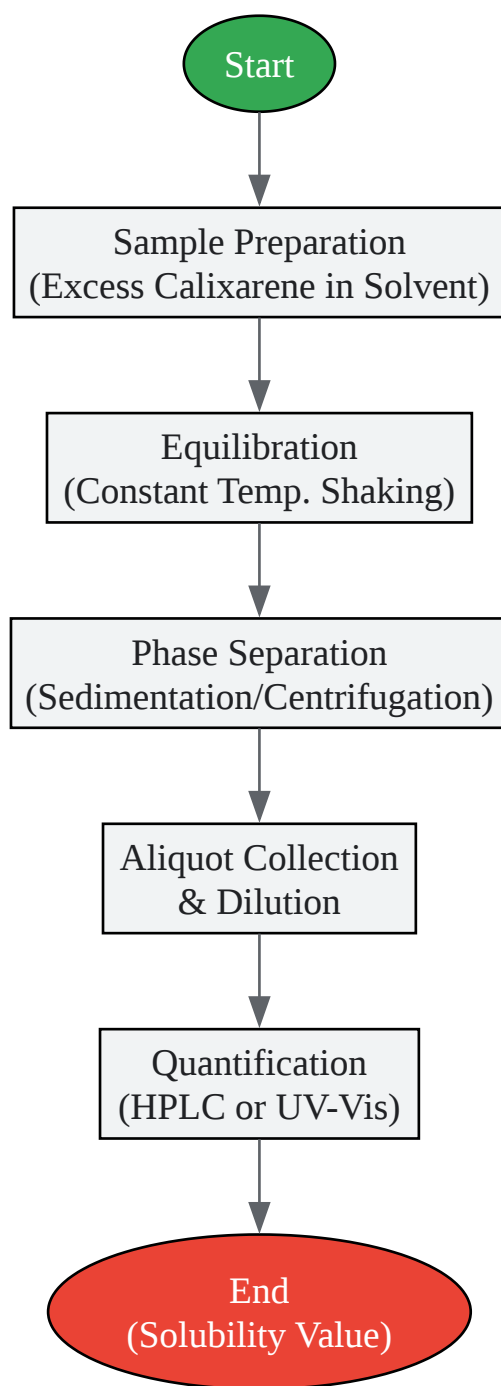 Start
Sample Preparation
(Excess Calixarene in Solvent)
Equilibration
(Constant Temp. Shaking)
Phase Separation
(Sedimentation/Centrifugation)
Aliquot Collection
& Dilution
Quantification
(HPLC or UV-Vis)
End
(Solubility Value)